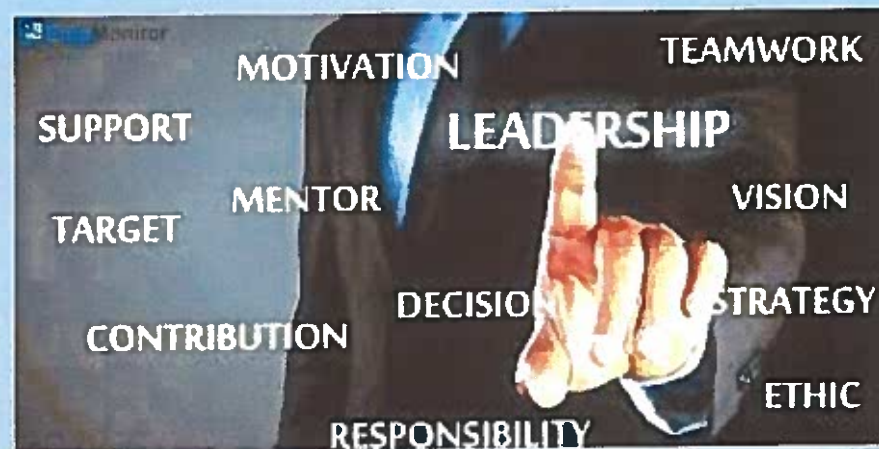 Monitor
MOTIVATION
TEAMWORK
SUPPORT
LEADERSHIP
MENTOR
VISION
TARGET
DECISION
STRATEGY
CONTRIBUTION
ETHIC
RESPONSIBILITY